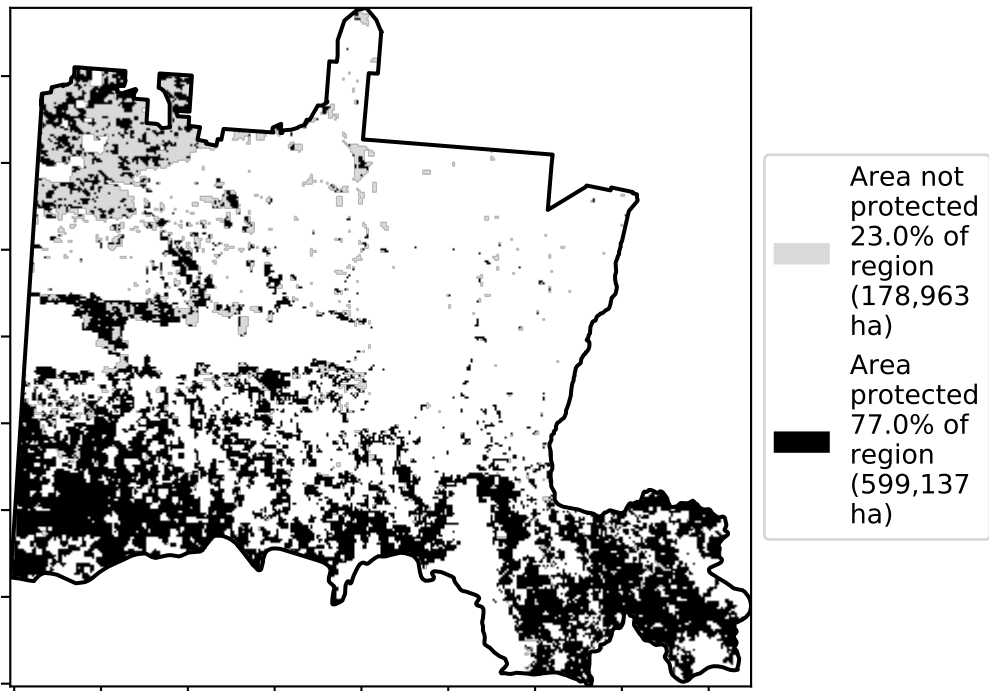 Area not
protected
23.0% of
region
(178,963
ha)
Area
protected
77.0% of
region
(599,137
ha)